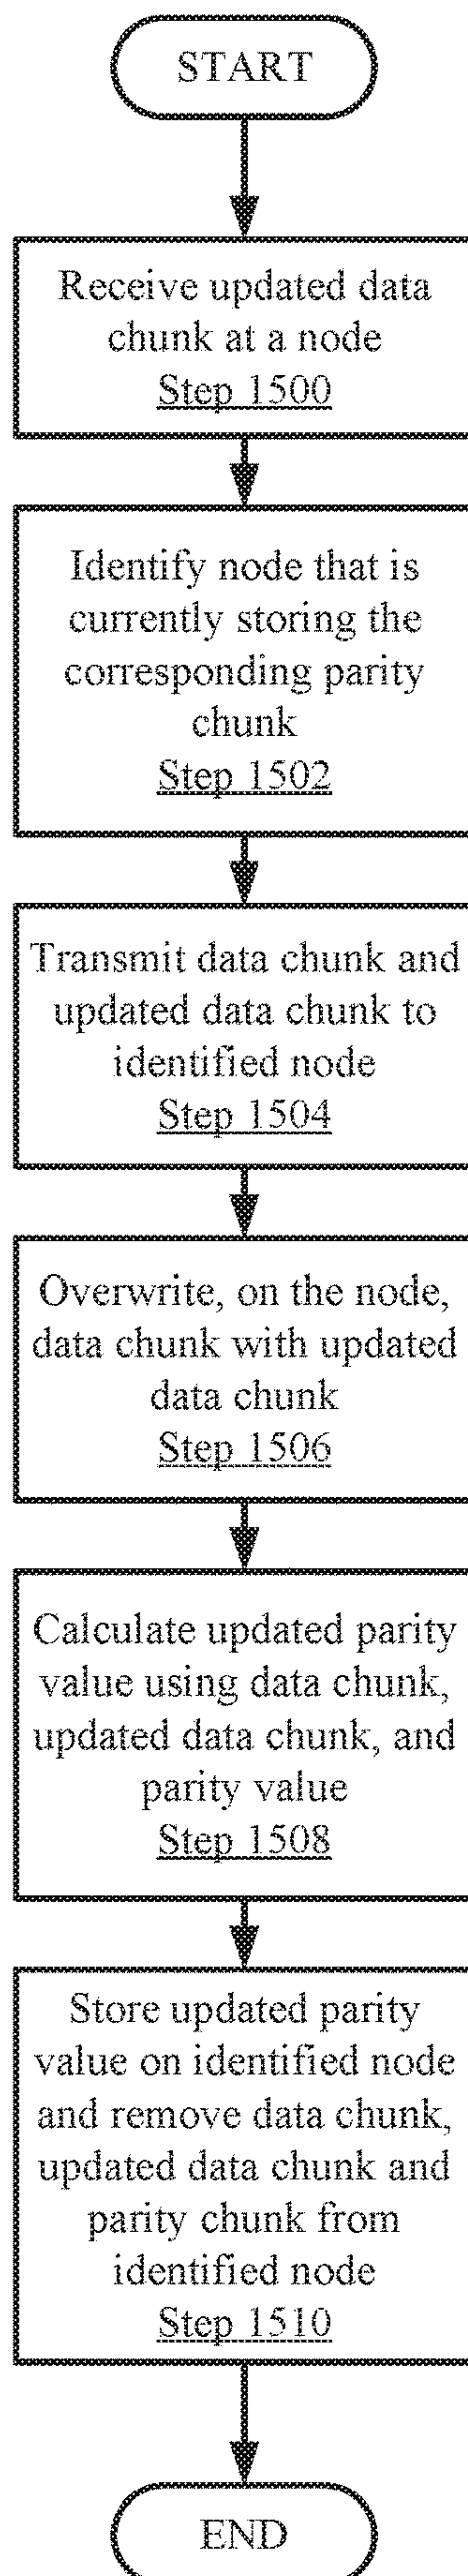 START
Receive updated data
chunk at a node
Step 1500
Identify node that is
currently storing the
corresponding parity
chunk
Step 1502
Transmit data chunk and
updated data chunk to
identified node
Step 1504
Overwrite, on the node,
data chunk with updated
data chunk
Step 1506
Calculate updated parity
value using data chunk,
updated data chunk, and
parity value
Step 1508
Store updated parity
value on identified node
and remove data chunk,
updated data chunk and
parity chunk from
identified node
Step 1510
END